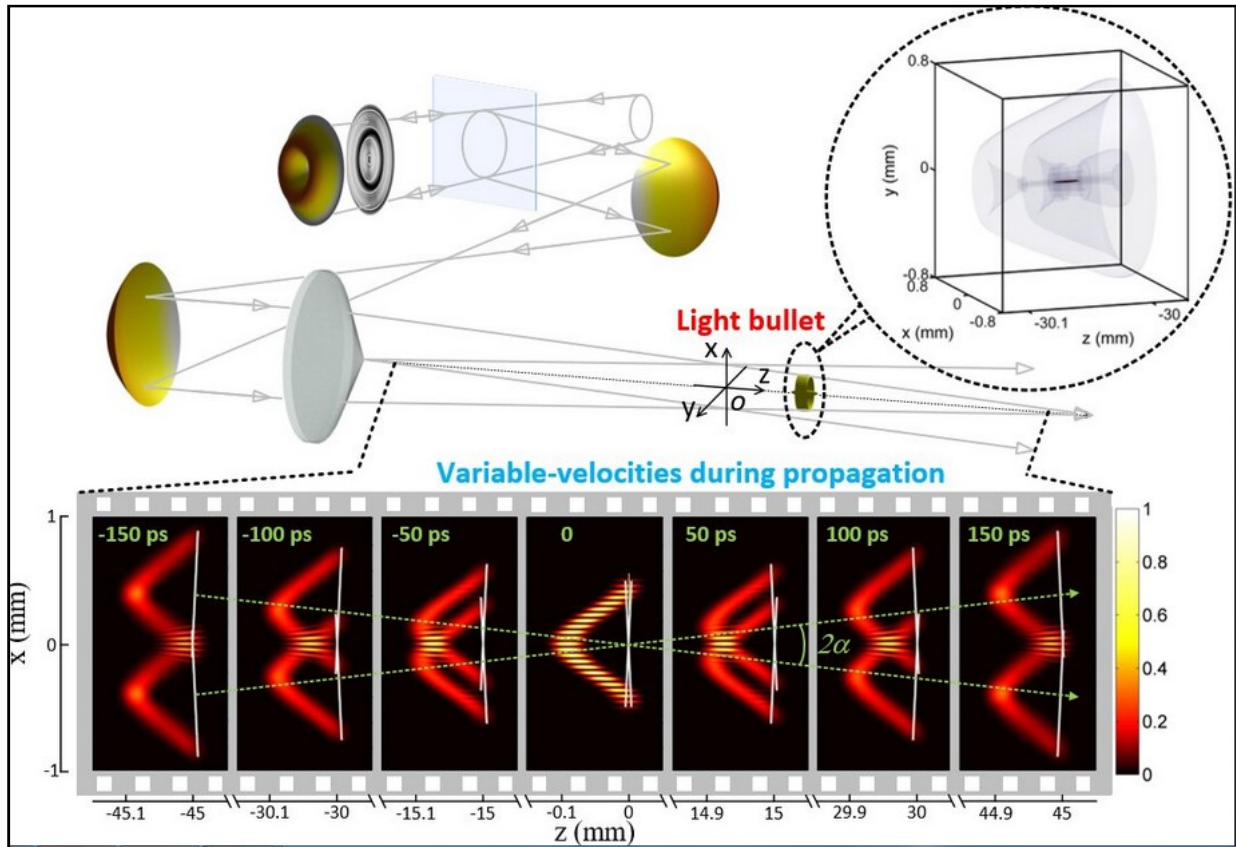 0.8
y (mm)
0
-0.8
0.8
0
x (mm)
-0.8
-30.1
z (mm)
-30
Light bullet
x
z
y
o
Variable-velocities during propagation
1
x (mm)
0
-1
-150 ps
-100 ps
-50 ps
0
50 ps
100 ps
150 ps
2α
1
0.8
0.6
0.4
0.2
0
-45.1 -45 -30.1 -30 -15.1 -15 -0.1 0 14.9 15 29.9 30 44.9 45
z (mm)